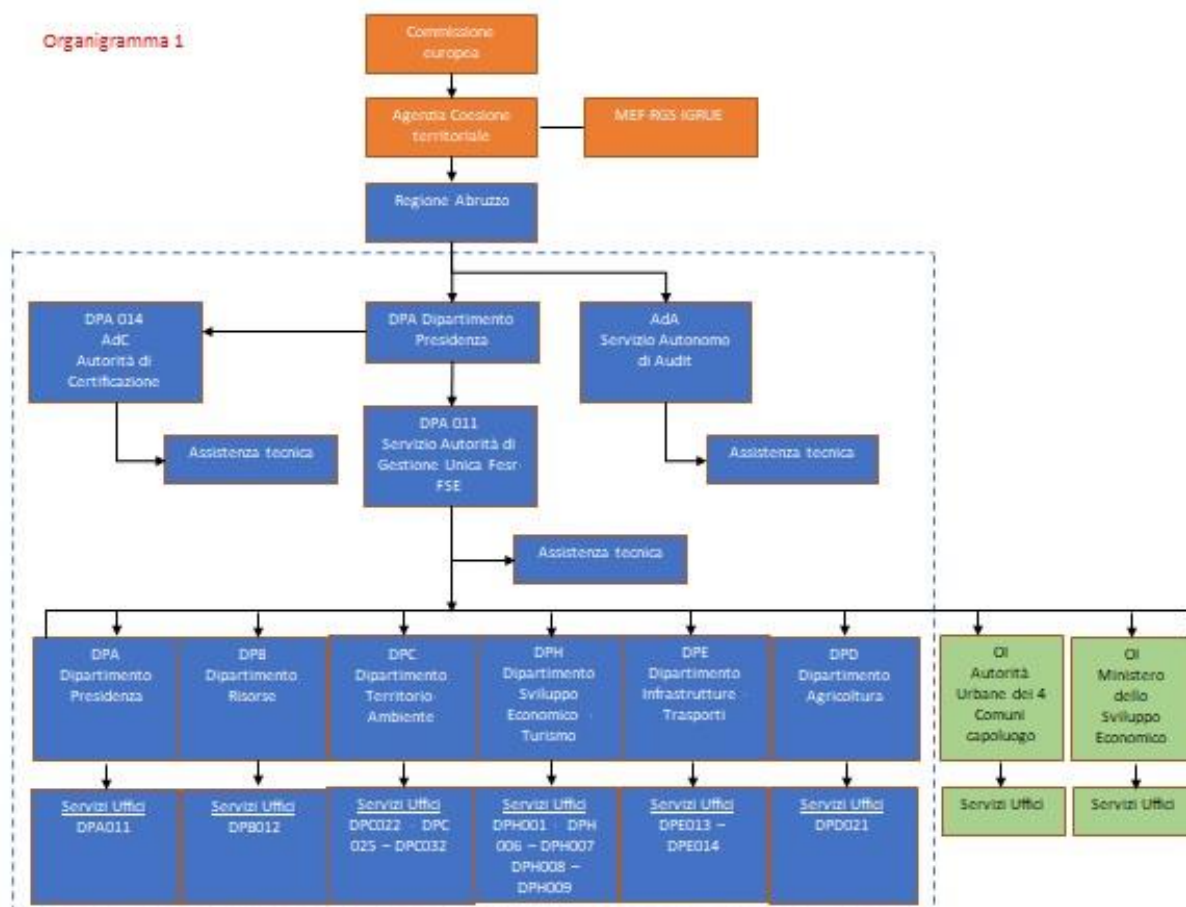 Organigramma 1
Commissione
europea
Agenzia Coesione
territoriale
MEF-RGS IGRUE
Regione Abruzzo
DPA 014
AdC
Autorità di
Certificazione
DPA Dipartimento
Presidenza
AdA
Servizio Autonomo
di Audit
Assistenza tecnica
DPA 011
Servizio Autorità di
Gestione Unica Fesr-
FSE
Assistenza tecnica
Assistenza tecnica
DPA
Dipartimento
Presidenza
DPB
Dipartimento
Risorse
DPC
Dipartimento
Territorio -
Ambiente
DPH
Dipartimento
Sviluppo
Economico -
Turismo
DPE
Dipartimento
Infrastrutture -
Trasporti
DPD
Dipartimento
Agricoltura
OI
Autorità
Urbane dei 4
Comuni
capoluogo
OI
Ministero
dello
Sviluppo
Economico
Servizi Uffici
DPA011
Servizi Uffici
DPB012
Servizi Uffici
DPC022 - DPC
025 – DPC032
Servizi Uffici
DPH001 - DPH
006 – DPH007
DPH008 –
DPH009
Servizi Uffici
DPE013 –
DPE014
Servizi Uffici
DPD021
Servizi Uffici
Servizi Uffici